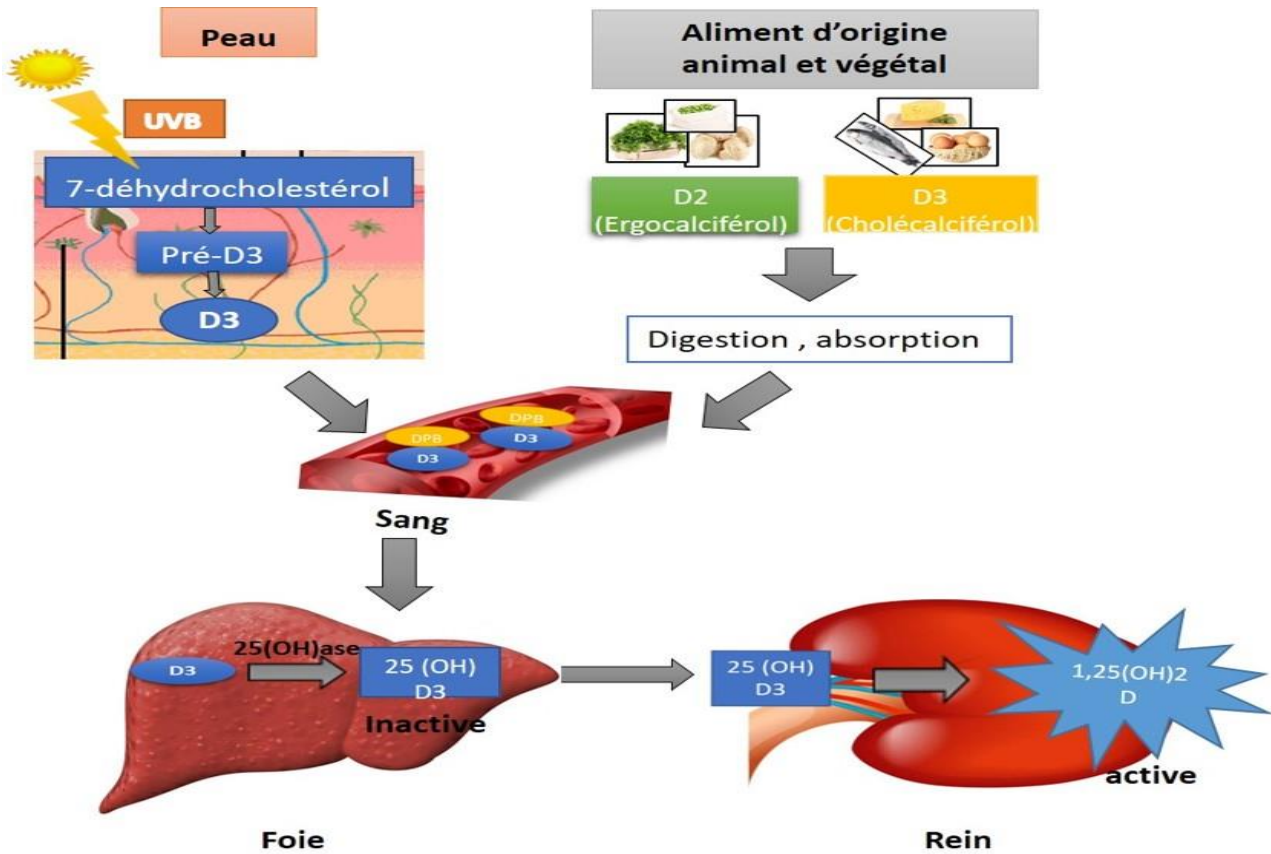 Peau
UVB
7-déhydrocholestérol
Pré-D3
D3
Aliment d'origine
animal et végétal
D2
(Ergocalciférol)
D3
(Cholécalciférol)
Digestion , absorption
DPB
D3
DPB
D3
Sang
D3
25(OH)ase
25 (OH)
D3
Inactive
Foie
25 (OH)
D3
1,25(OH)2
D
active
Rein